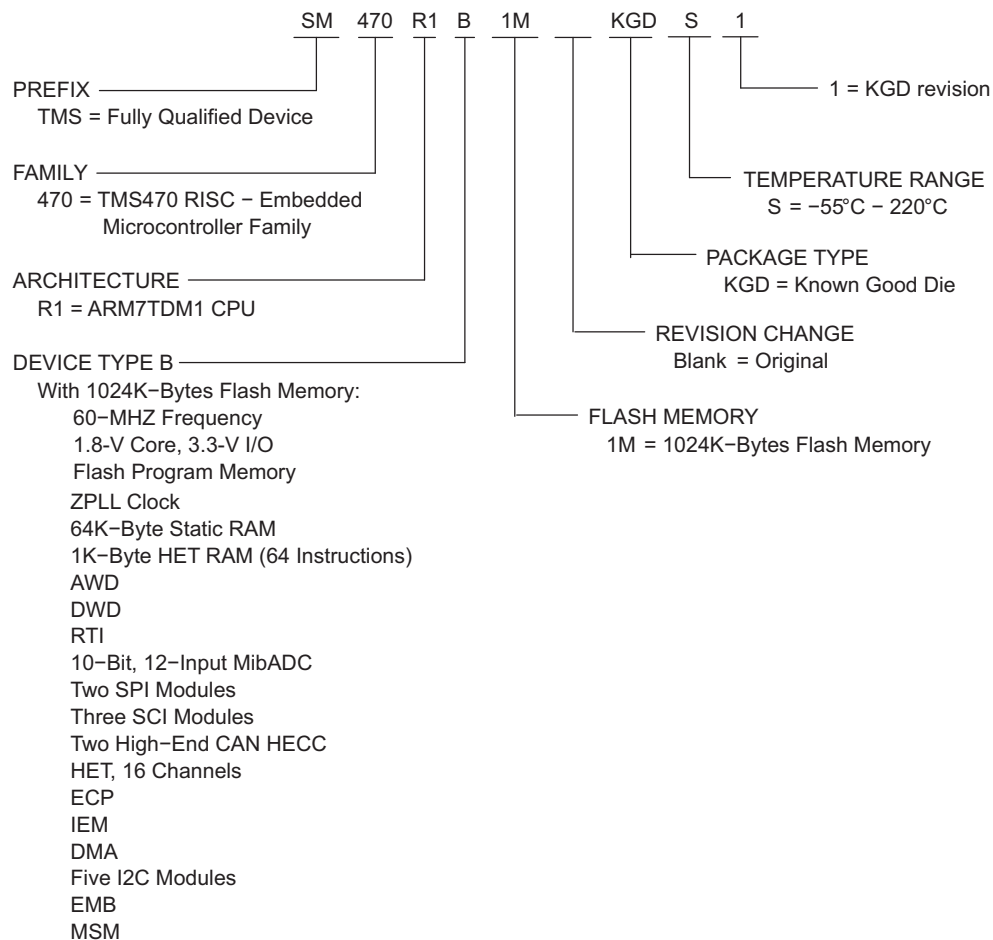 SM 470 R1 B 1M KGD S 1
PREFIX
TMS = Fully Qualified Device
1 = KGD revision
FAMILY
470 = TMS470 RISC − Embedded
Microcontroller Family
TEMPERATURE RANGE
S = −55°C − 220°C
PACKAGE TYPE
KGD = Known Good Die
ARCHITECTURE
R1 = ARM7TDM1 CPU
REVISION CHANGE
Blank = Original
DEVICE TYPE B
With 1024K−Bytes Flash Memory:
60−MHZ Frequency
1.8-V Core, 3.3-V I/O
Flash Program Memory
ZPLL Clock
64K−Byte Static RAM
1K−Byte HET RAM (64 Instructions)
AWD
DWD
RTI
10−Bit, 12−Input MibADC
Two SPI Modules
Three SCI Modules
Two High−End CAN HECC
HET, 16 Channels
ECP
IEM
DMA
Five I2C Modules
EMB
MSM
FLASH MEMORY
1M = 1024K−Bytes Flash Memory